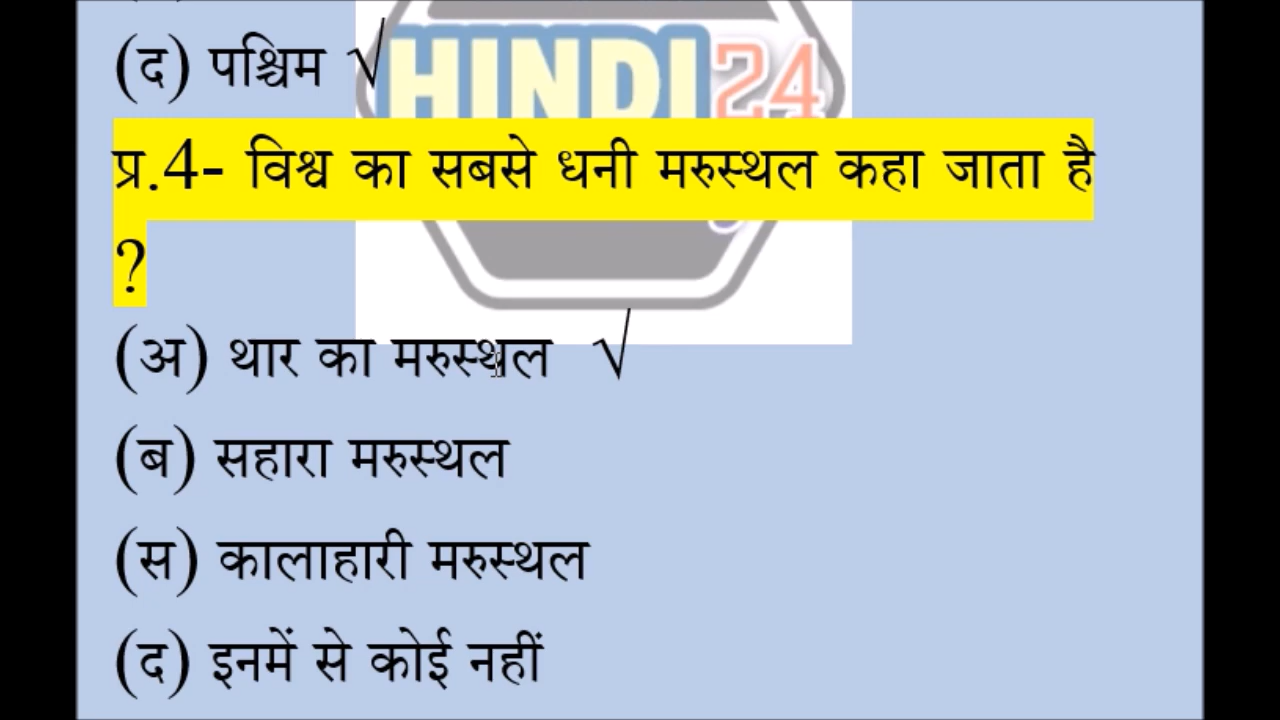 (द) पश्चिम √
HINDI 24
प्र.4- विश्व का सबसे धनी मरुस्थल कहा जाता है
?
(अ) थार का मरुस्थल √
(ब) सहारा मरुस्थल
(स) कालाहारी मरुस्थल
(द) इनमें से कोई नहीं